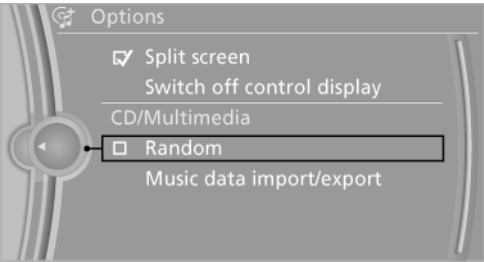 Options
Split screen
Switch off control display
CD/Multimedia
Random
Music data import/export